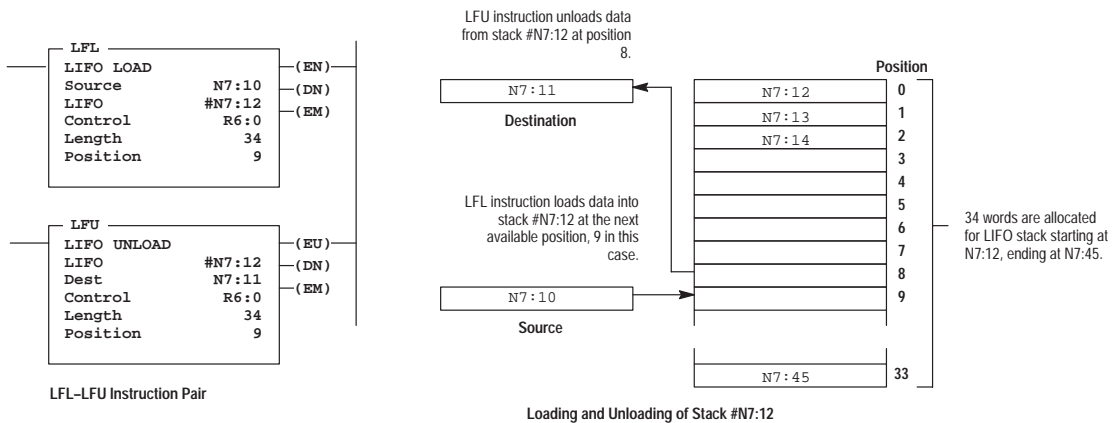 LFL
LIFO LOAD
Source N7:10
LIFO #N7:12
Control R6:0
Length 34
Position 9
(EN)
(DN)
(EM)
LFU
LIFO UNLOAD
LIFO #N7:12
Dest N7:11
Control R6:0
Length 34
Position 9
(EU)
(DN)
(EM)
LFL–LFU Instruction Pair
LFU instruction unloads data
from stack #N7:12 at position
8.
N7:11
Destination
LFL instruction loads data into
stack #N7:12 at the next
available position, 9 in this
case.
N7:10
Source
Position
N7:12 0
N7:13 1
N7:14 2
3
4
5
6
7
8
9
N7:45 33
34 words are allocated
for LIFO stack starting at
N7:12, ending at N7:45.
Loading and Unloading of Stack #N7:12